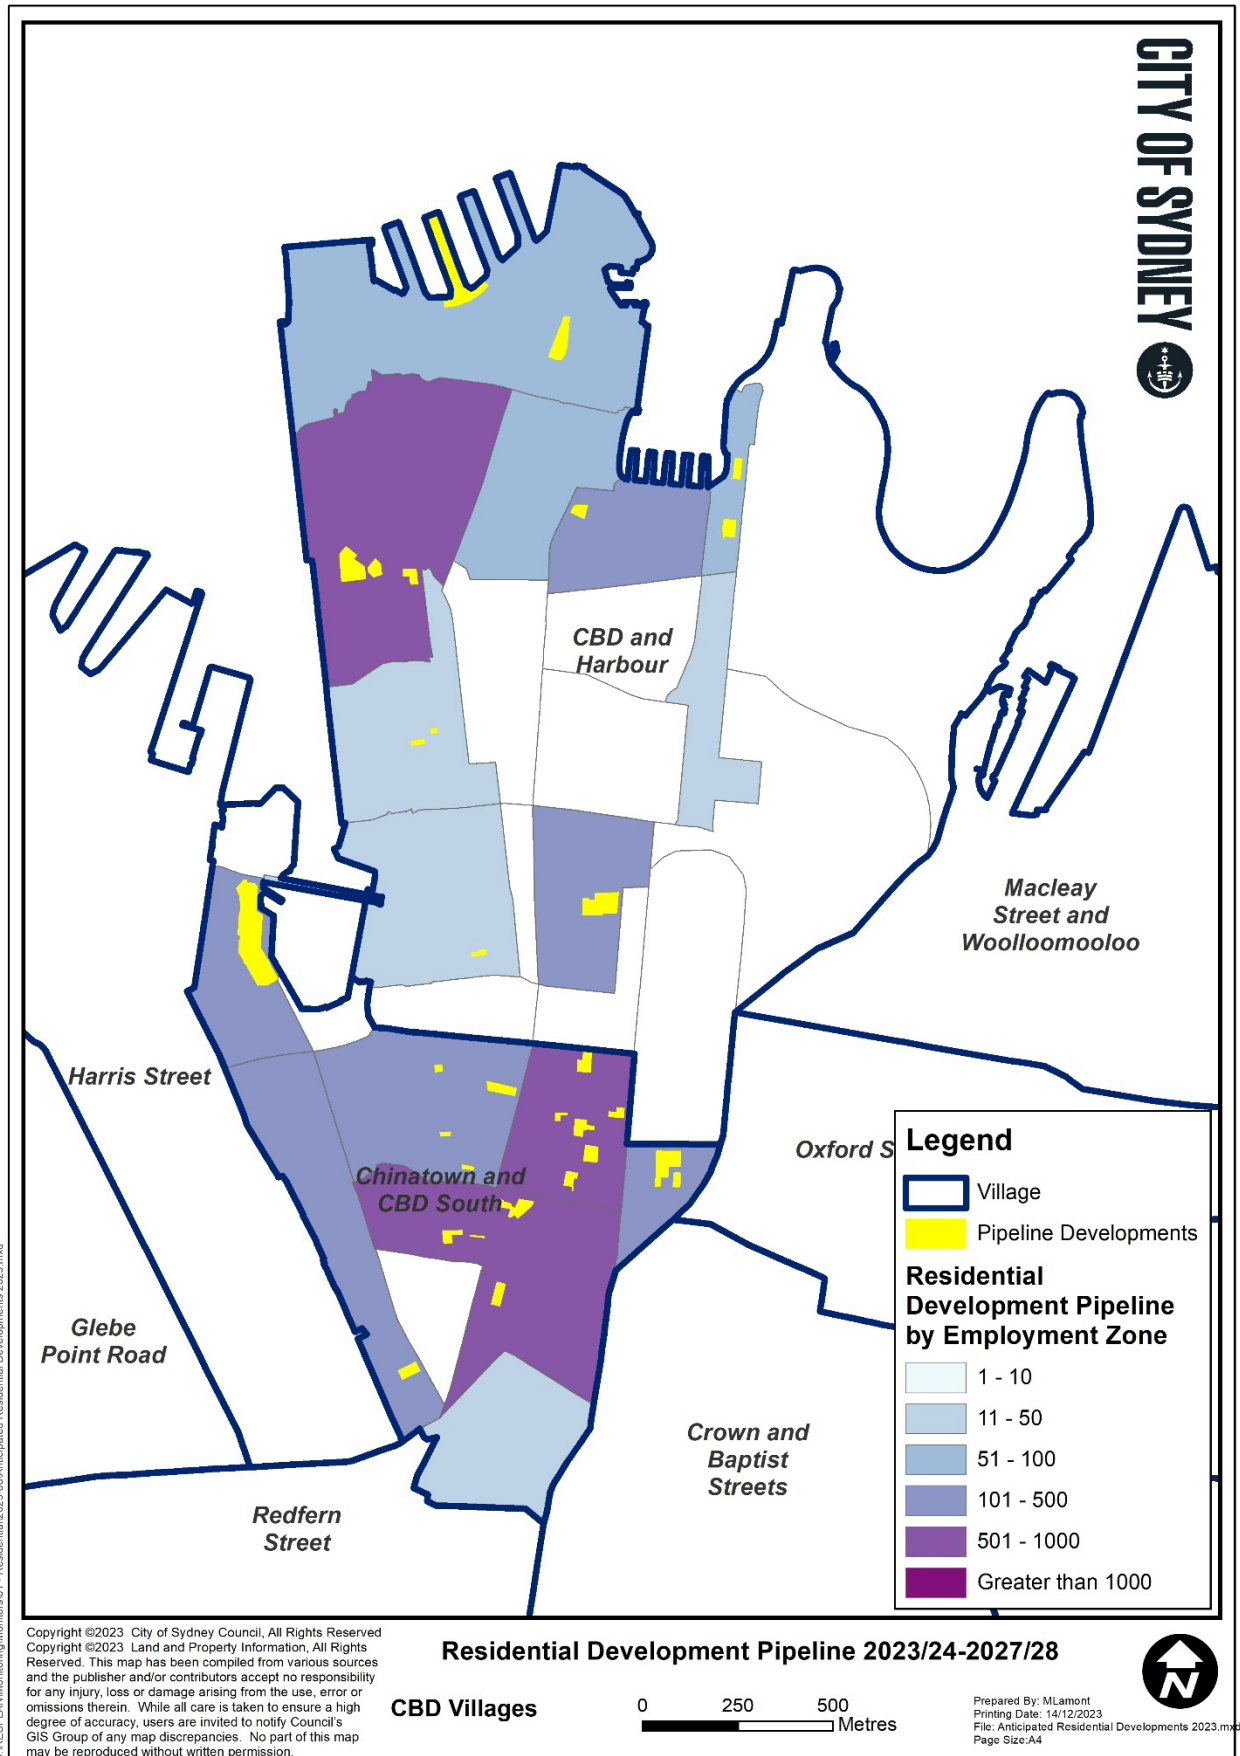 CITY OF SYDNEY
CBD and
Harbour
Macleay
Street and
Woolloomooloo
Harris Street
Oxford S
Chinatown and
CBD South
Glebe
Point Road
Crown and
Baptist
Streets
Redfern
Street
Legend
Village
Pipeline Developments
Residential
Development Pipeline
by Employment Zone
1 - 10
11 - 50
51 - 100
101 - 500
501 - 1000
Greater than 1000
Copyright ©2023 City of Sydney Council, All Rights Reserved
Copyright ©2023 Land and Property Information, All Rights
Reserved. This map has been compiled from various sources
and the publisher and/or contributors accept no responsibility
for any injury, loss or damage arising from the use, error or
omissions therein. While all care is taken to ensure a high
degree of accuracy, users are invited to notify Council's
GIS Group of any map discrepancies. No part of this map
may be reproduced without written permission.
Residential Development Pipeline 2023/24-2027/28
CBD Villages
0 250 500
Metres
N
Prepared By: MLamont
Printing Date: 14/12/2023
File: Anticipated Residential Developments 2023.mxd
Page Size:A4